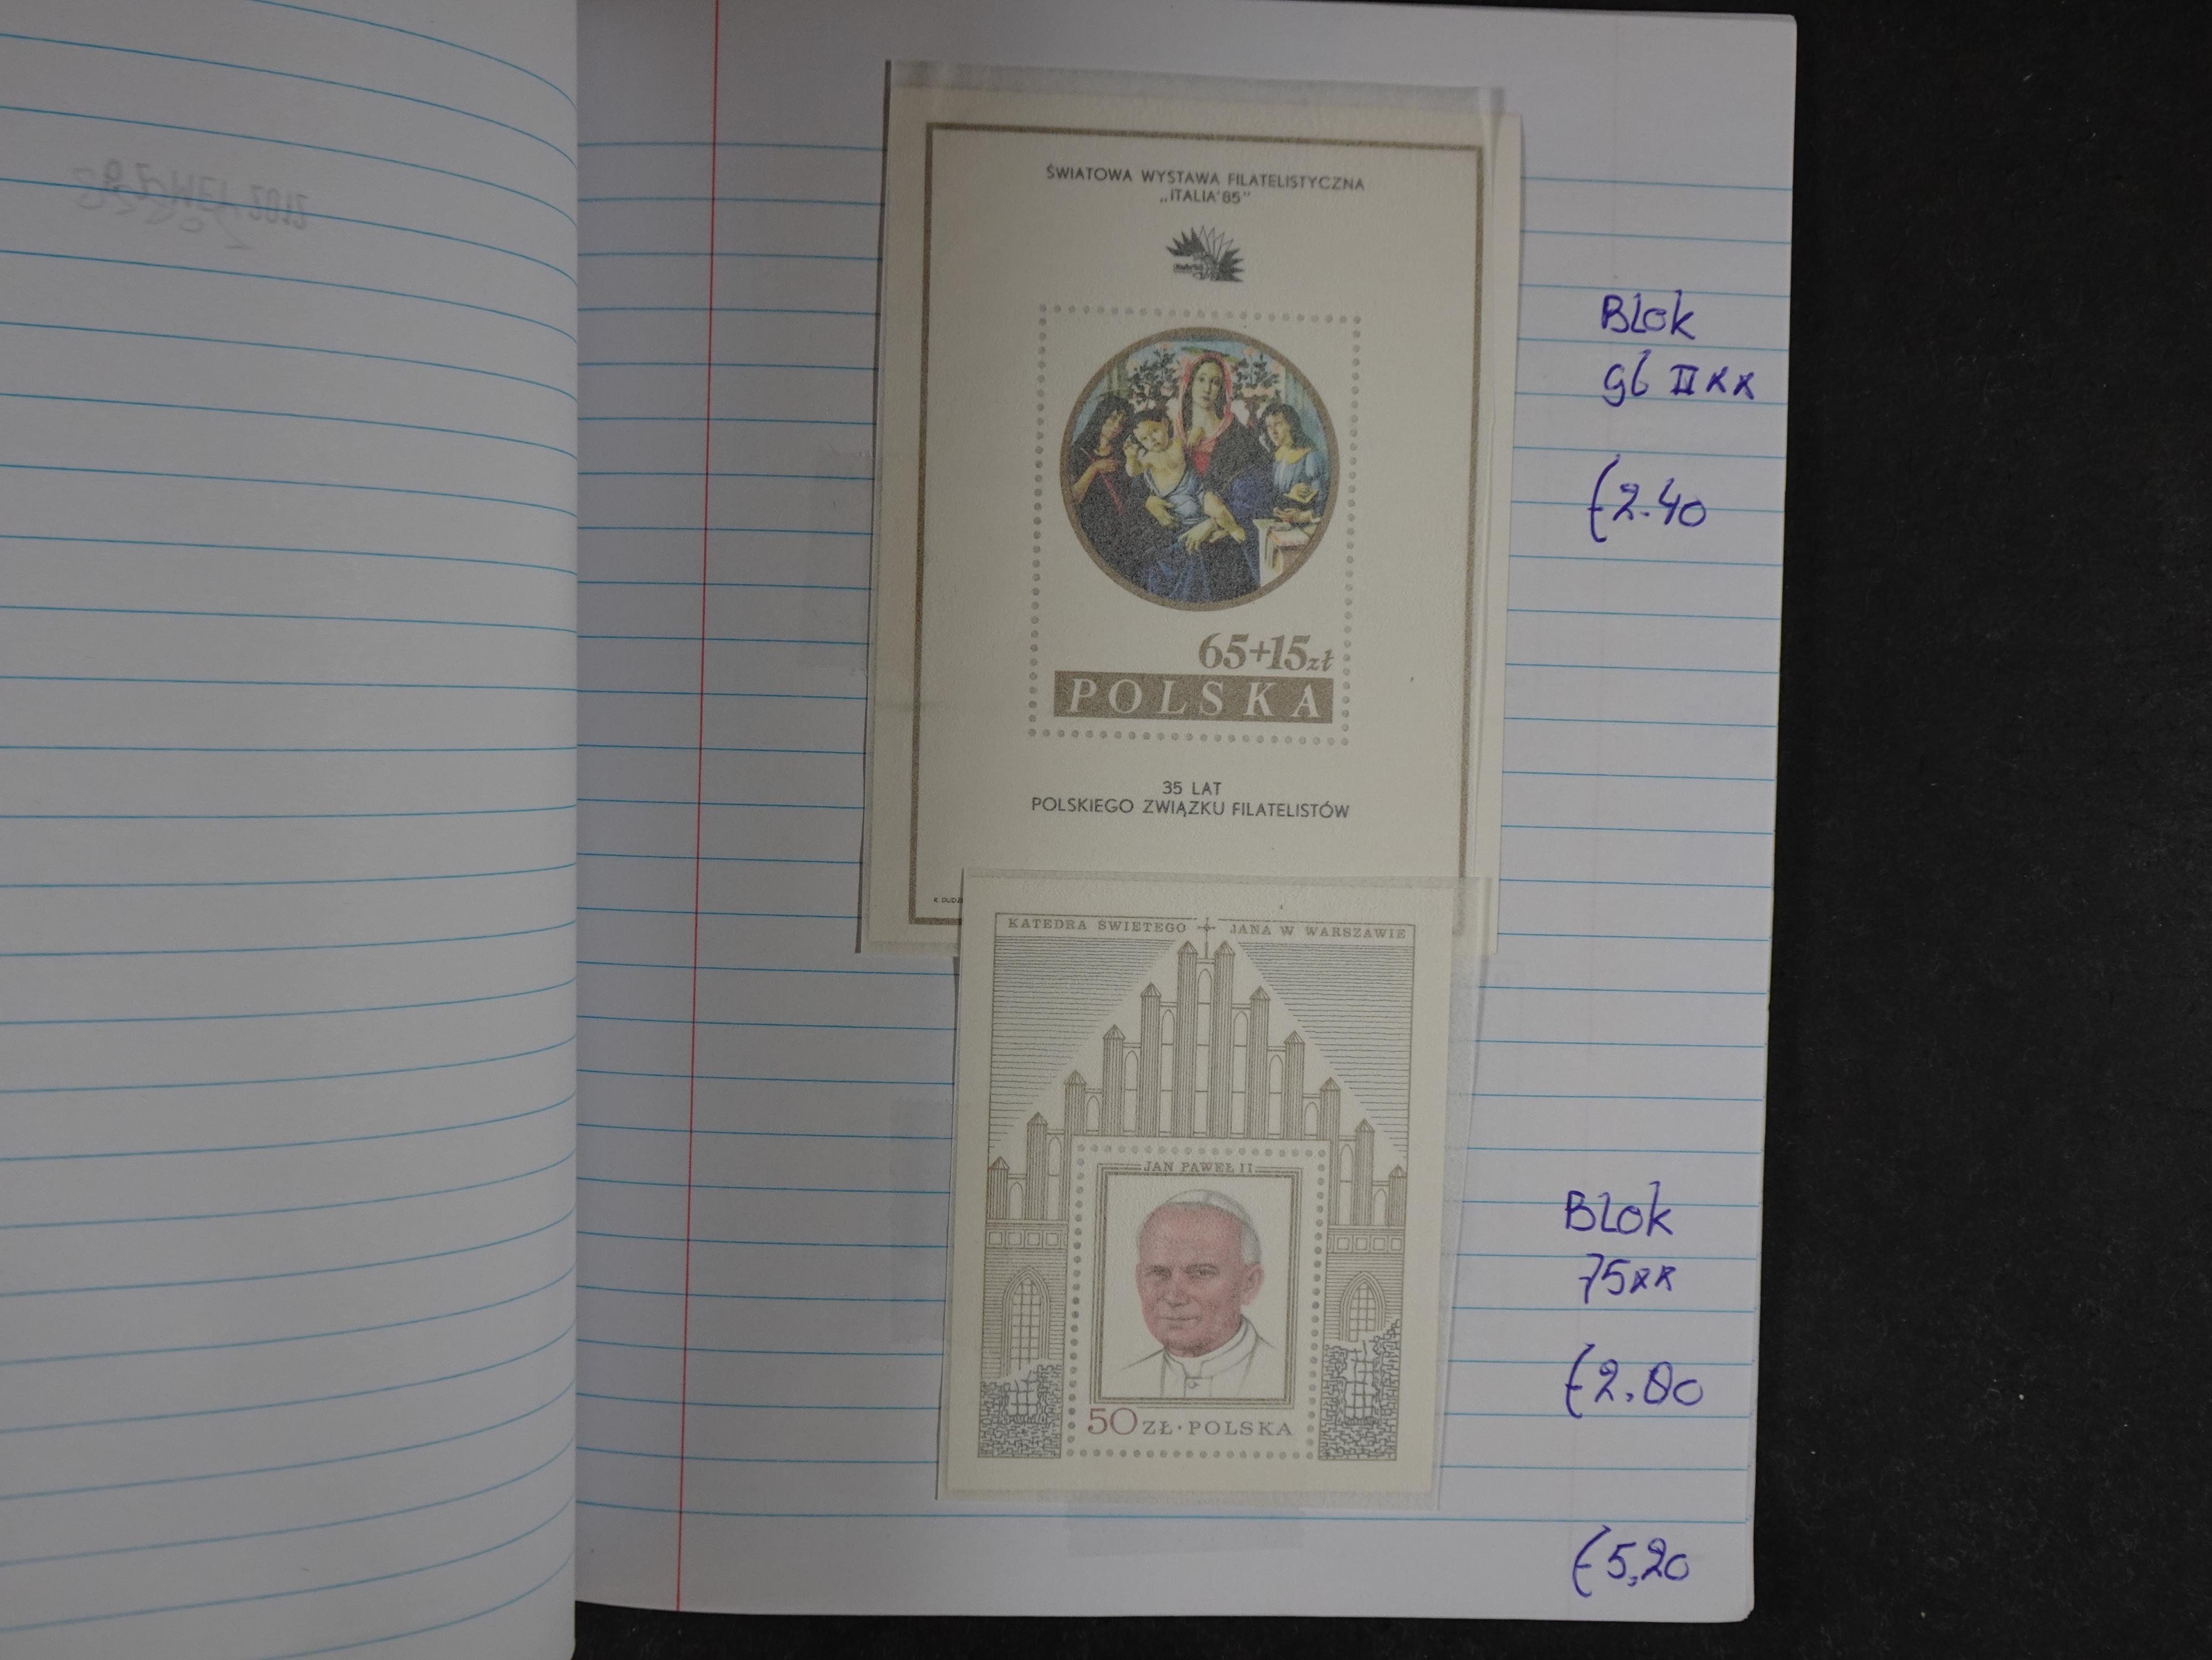 ŚWIATOWA WYSTAWA FILATELISTYCZNA
„ITALIA'85"
65+15zł
POLSKA
35 LAT
POLSKIEGO ZWIĄZKU FILATELISTÓW
K. DUDZ
Blok
96 II xx
€2.40
KATEDRA ŚWIĘTEGO JANA W WARSZAWIE
JAN PAWEŁ II
50 ZŁ·POLSKA
Blok
75xx
€2.80
€5,20